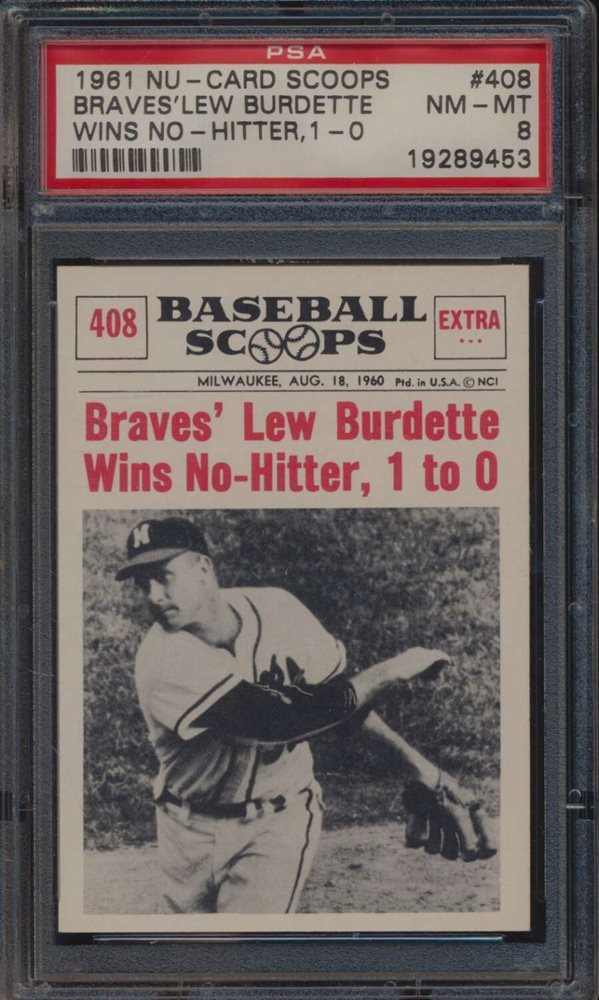 PSA
1961 NU-CARD SCOOPS #408
BRAVES'LEW BURDETTE NM-MT
WINS NO-HITTER,1-0 8
19289453
408 BASEBALL SCOOPS EXTRA ...
MILWAUKEE, AUG. 18, 1960 Ptd. in U.S.A. © NCI
Braves' Lew Burdette
Wins No-Hitter, 1 to 0
M